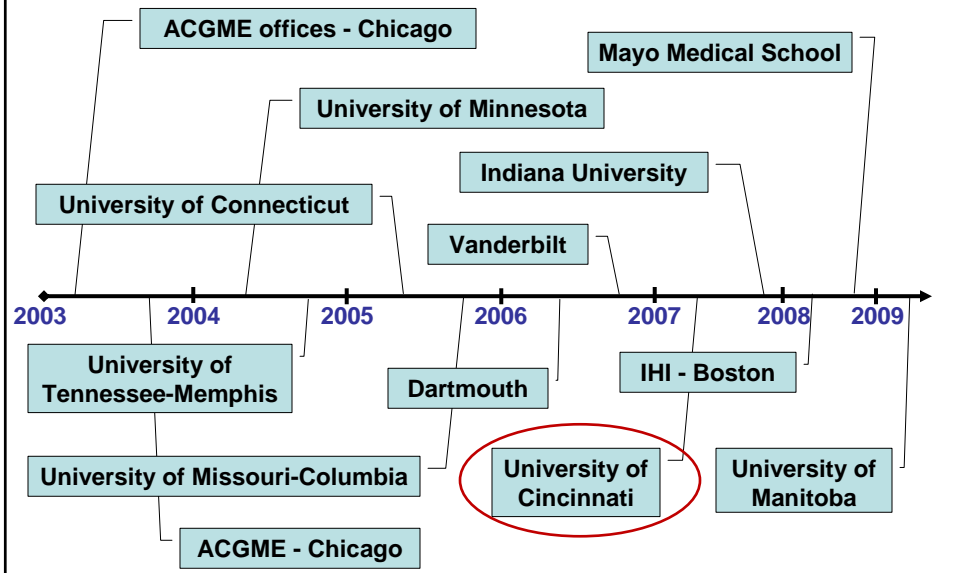 ACGME offices - Chicago
Mayo Medical School
University of Minnesota
Indiana University
University of Connecticut
Vanderbilt
2003 2004 2005 2006 2007 2008 2009
University of
Tennessee-Memphis
IHI - Boston
Dartmouth
University of Missouri-Columbia
University of
Cincinnati
University of
Manitoba
ACGME - Chicago